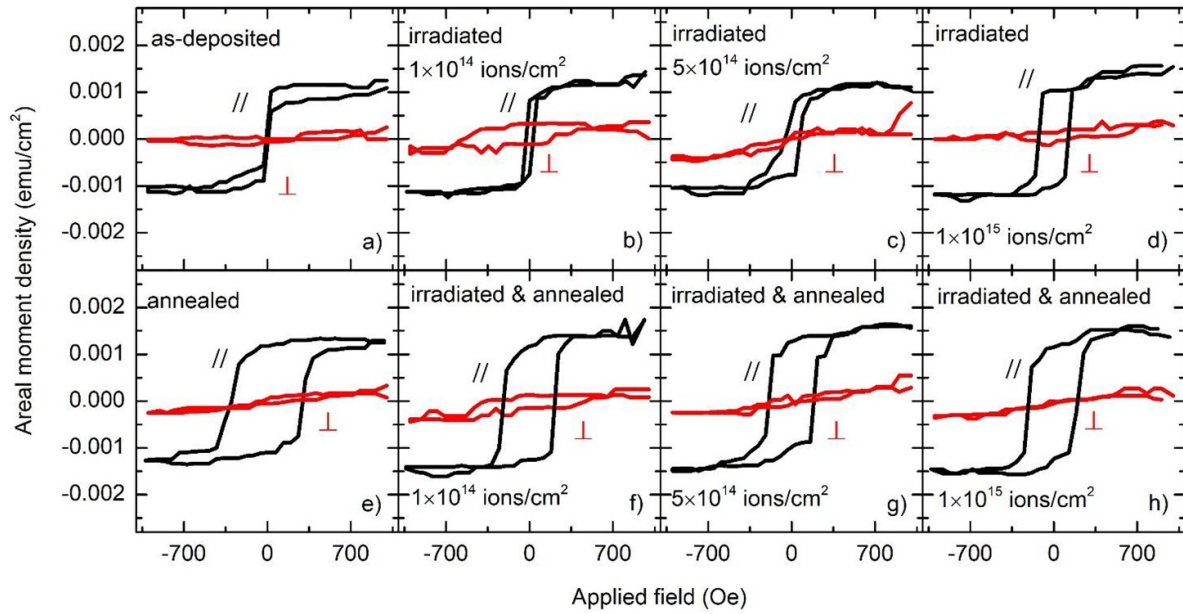 Areal moment density (emu/cm²)
0.002
0.001
0.000
-0.001
-0.002
as-deposited
//
⊥
a)
irradiated
1×10¹⁴ ions/cm²
//
⊥
b)
irradiated
5×10¹⁴ ions/cm²
//
⊥
c)
irradiated
//
⊥
1×10¹⁵ ions/cm²
d)
0.002
0.001
0.000
-0.001
-0.002
annealed
//
⊥
e)
irradiated & annealed
//
⊥
1×10¹⁴ ions/cm²
f)
irradiated & annealed
//
⊥
5×10¹⁴ ions/cm²
g)
irradiated & annealed
//
⊥
1×10¹⁵ ions/cm²
h)
-700 0 700 -700 0 700 -700 0 700 -700 0 700
Applied field (Oe)